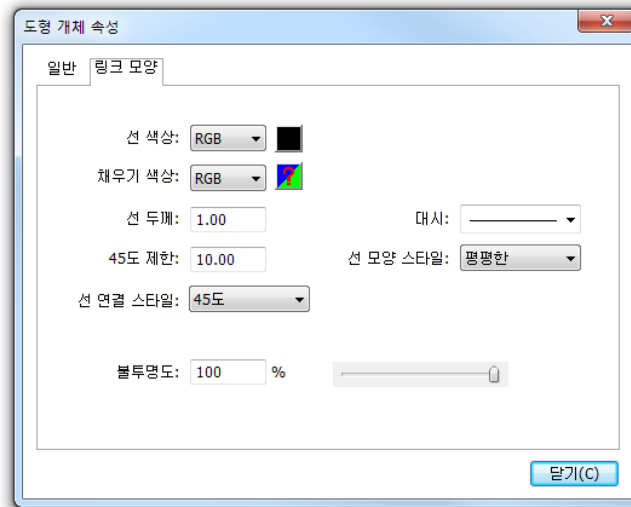 도형 개체 속성
일반 링크 모양
선 색상: RGB
채우기 색상: RGB ?
선 두께: 1.00 대시:
45도 제한: 10.00 선 모양 스타일: 평평한
선 연결 스타일: 45도
불투명도: 100 %
닫기(C)